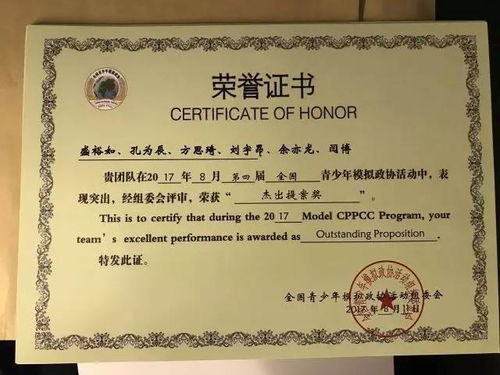 荣誉证书
CERTIFICATE OF HONOR
盛裕如、孔为辰、方思琦、刘宇昂、余亦龙、闫博
贵团队在2017年8月第四届全国青少年模拟政协活动中，表
现突出，经组委会评审，荣获“杰出提案奖”
This is to certify that during the 2017 Model CPPCC Program, your
team's excellent performance is awarded as Outstanding Proposition.
特发此证。
全国青少年模拟政协活动组委会
2017年8月11日